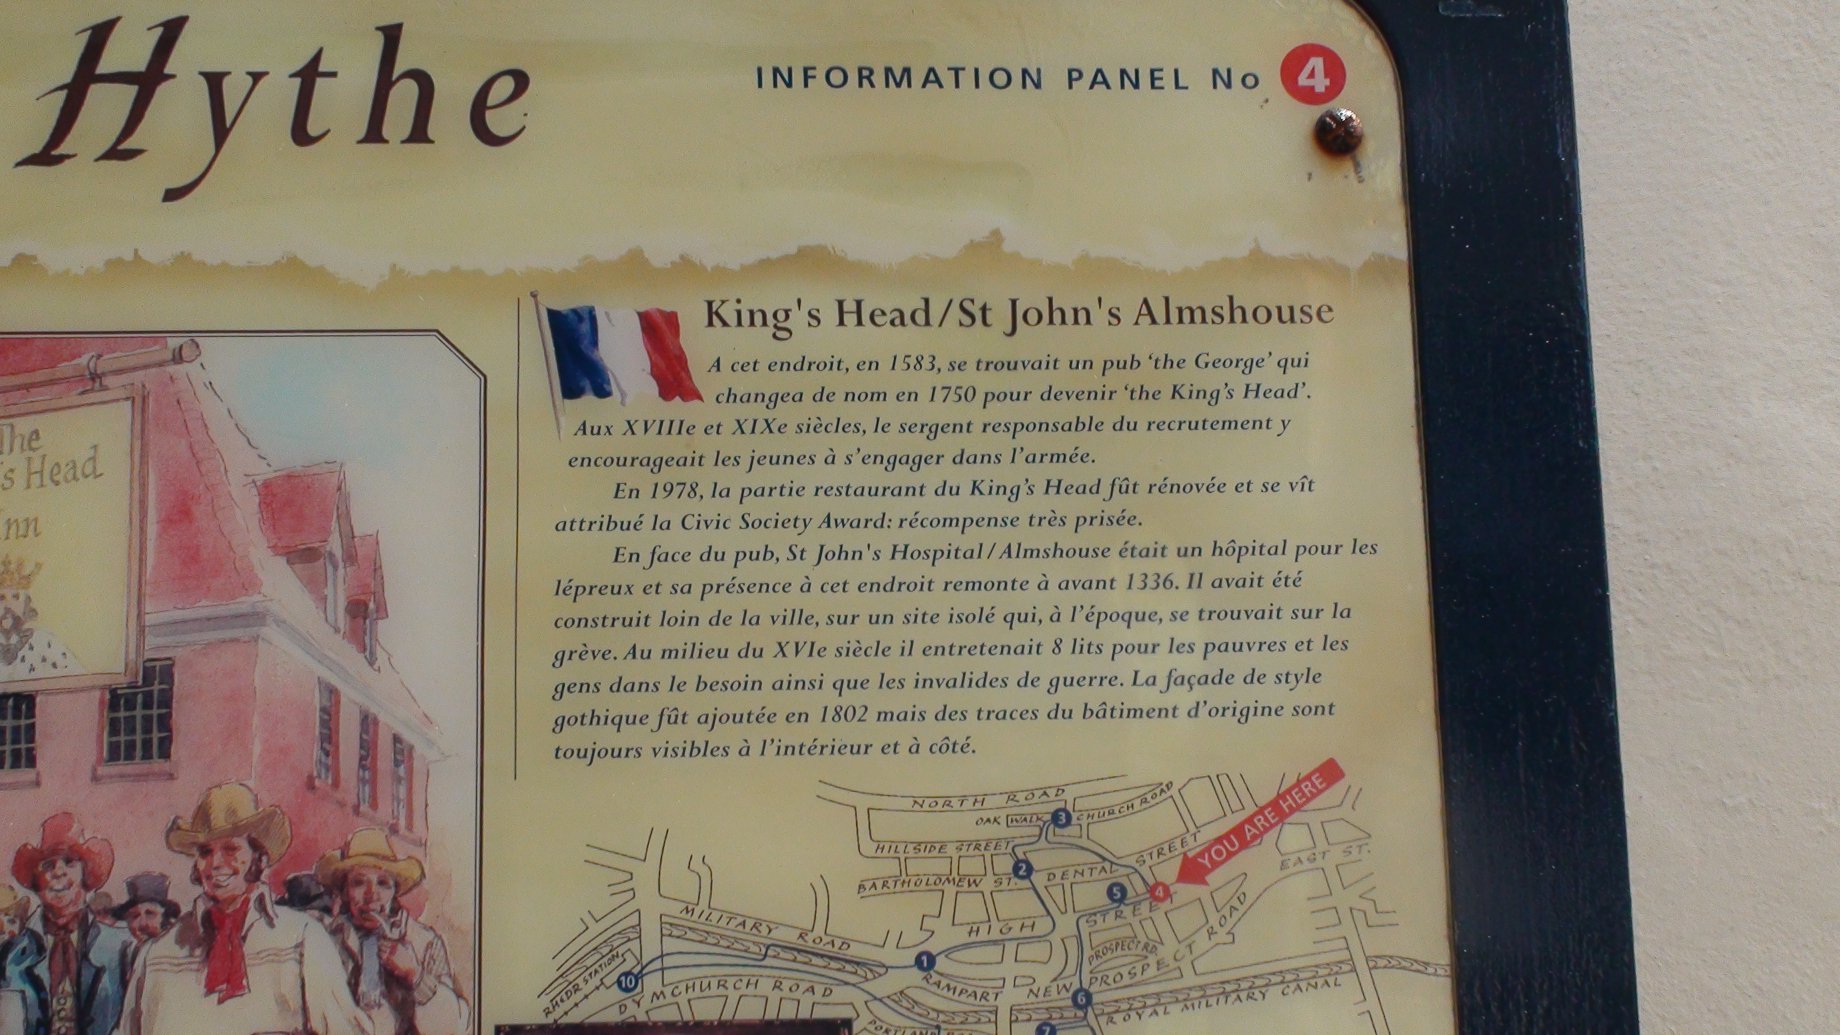 Hythe
INFORMATION PANEL No 4
The
's Head
Inn
King's Head/St John's Almshouse
A cet endroit, en 1583, se trouvait un pub ‘the George’ qui
changea de nom en 1750 pour devenir ‘the King’s Head’.
Aux XVIIIe et XIXe siècles, le sergent responsable du recrutement y
encourageait les jeunes à s’engager dans l’armée.
En 1978, la partie restaurant du King’s Head fût rénovée et se vît
attribué la Civic Society Award: récompense très prisée.
En face du pub, St John's Hospital/Almshouse était un hôpital pour les
lépreux et sa présence à cet endroit remonte à avant 1336. Il avait été
construit loin de la ville, sur un site isolé qui, à l’époque, se trouvait sur la
grève. Au milieu du XVIe siècle il entretenait 8 lits pour les pauvres et les
gens dans le besoin ainsi que les invalides de guerre. La façade de style
gothique fût ajoutée en 1802 mais des traces du bâtiment d’origine sont
toujours visibles à l’intérieur et à côté.
NORTH ROAD
OAK WALK
3
CHURCH ROAD
YOU ARE HERE
HILLSIDE STREET
2
DENTAL STREET
EAST ST.
BARTHOLOMEW ST.
5
4
HIGH STREET
MILITARY ROAD
PROSPECT RD.
1
RAMPART
NEW PROSPECT ROAD
RH&DR STATION
10
DYMCHURCH ROAD
6
ROYAL MILITARY CANAL
7